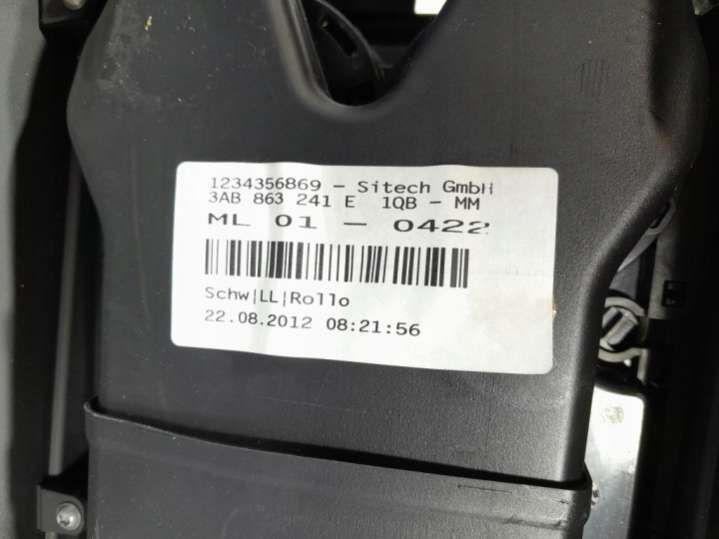 1234356869 - Sitech GmbH
3AB 863 241 E 1QB - MM
ML 01 - 0422
Schw|LL|Rollo
22.08.2012 08:21:56